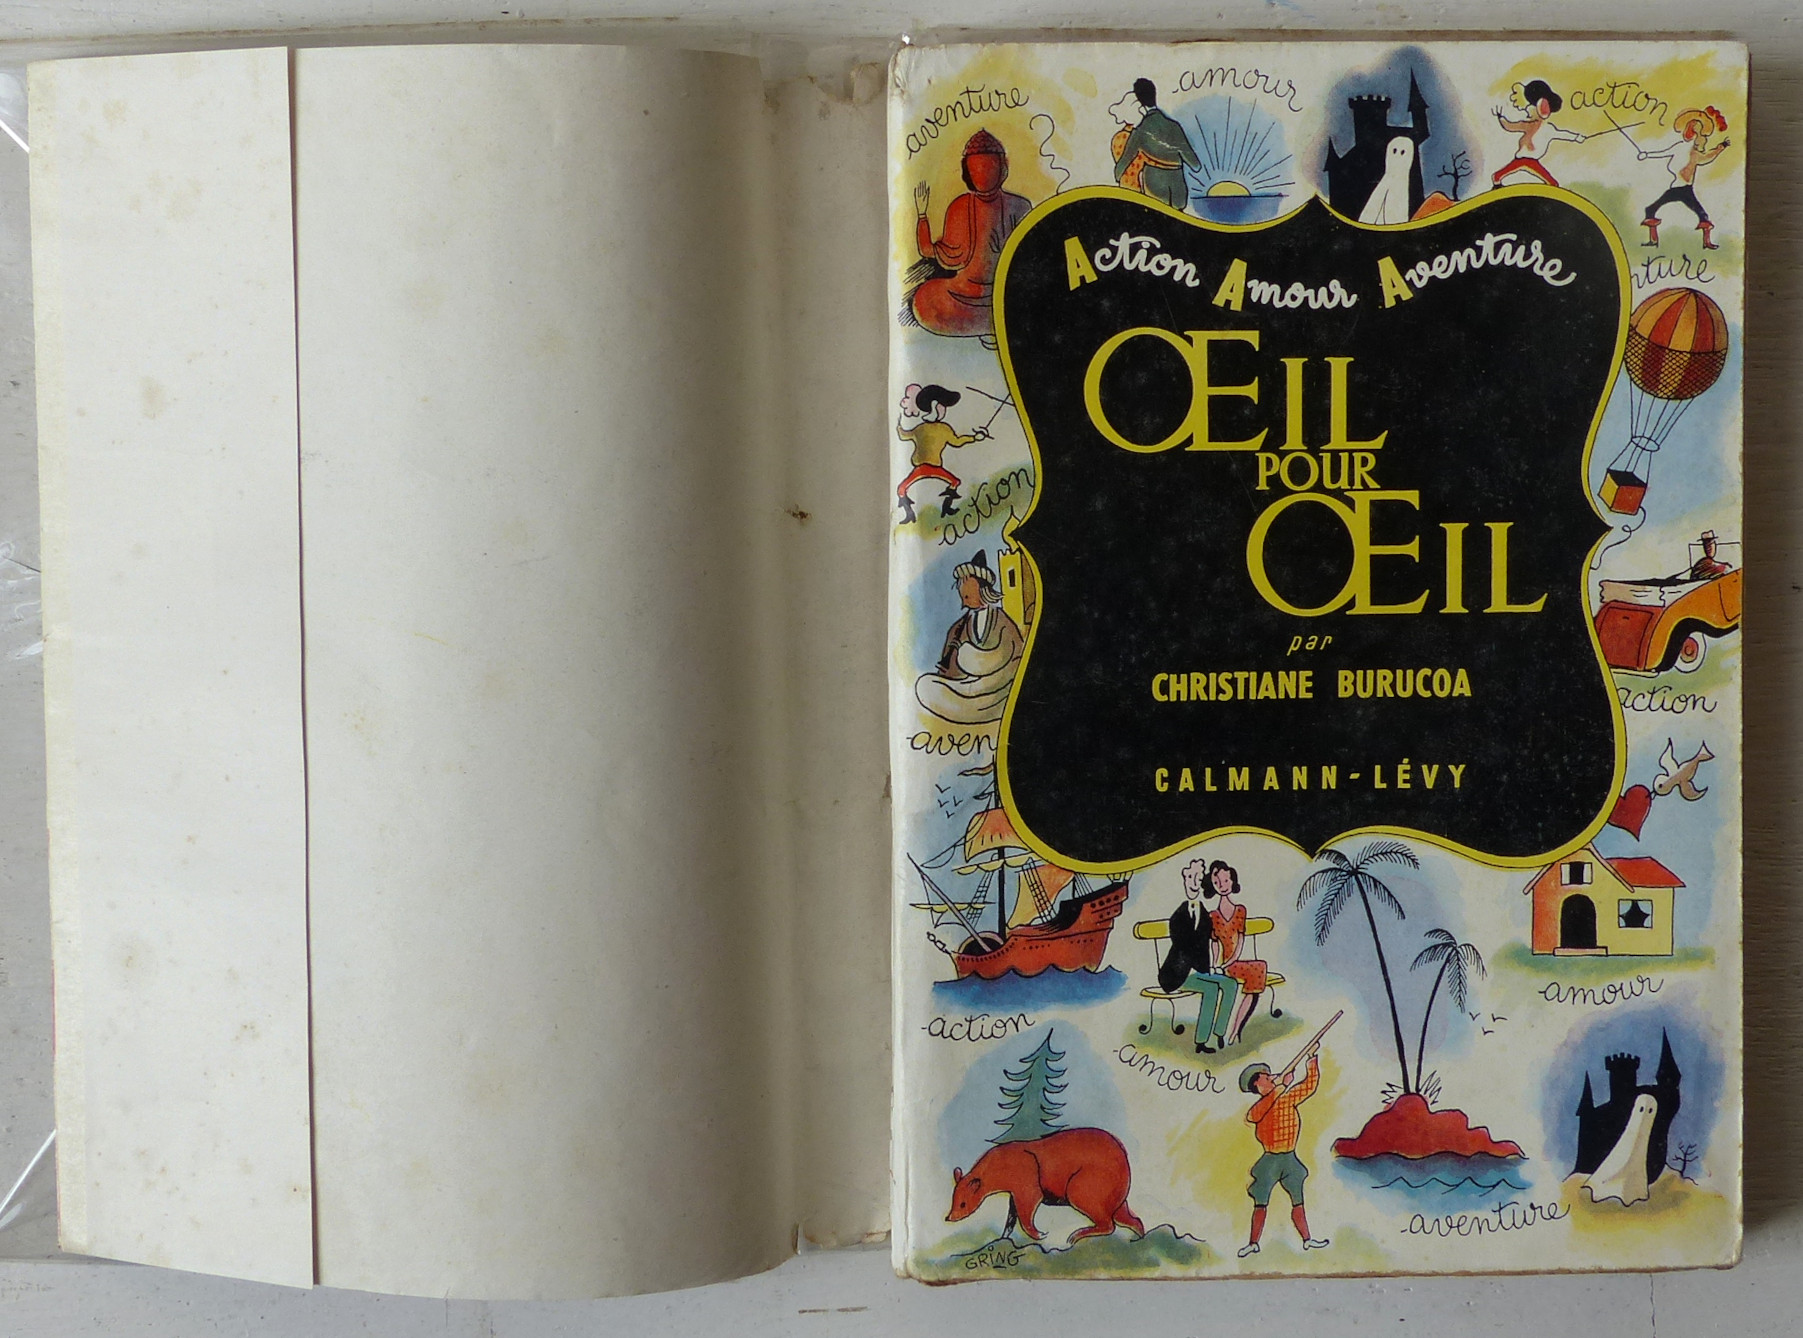 aventure
amour
action
Action Amour Aventure
nture
ŒIL
POUR
ŒIL
action
par
CHRISTIANE BURUCOA
action
aven
CALMANN-LÉVY
amour
action
amour
aventure
GRING